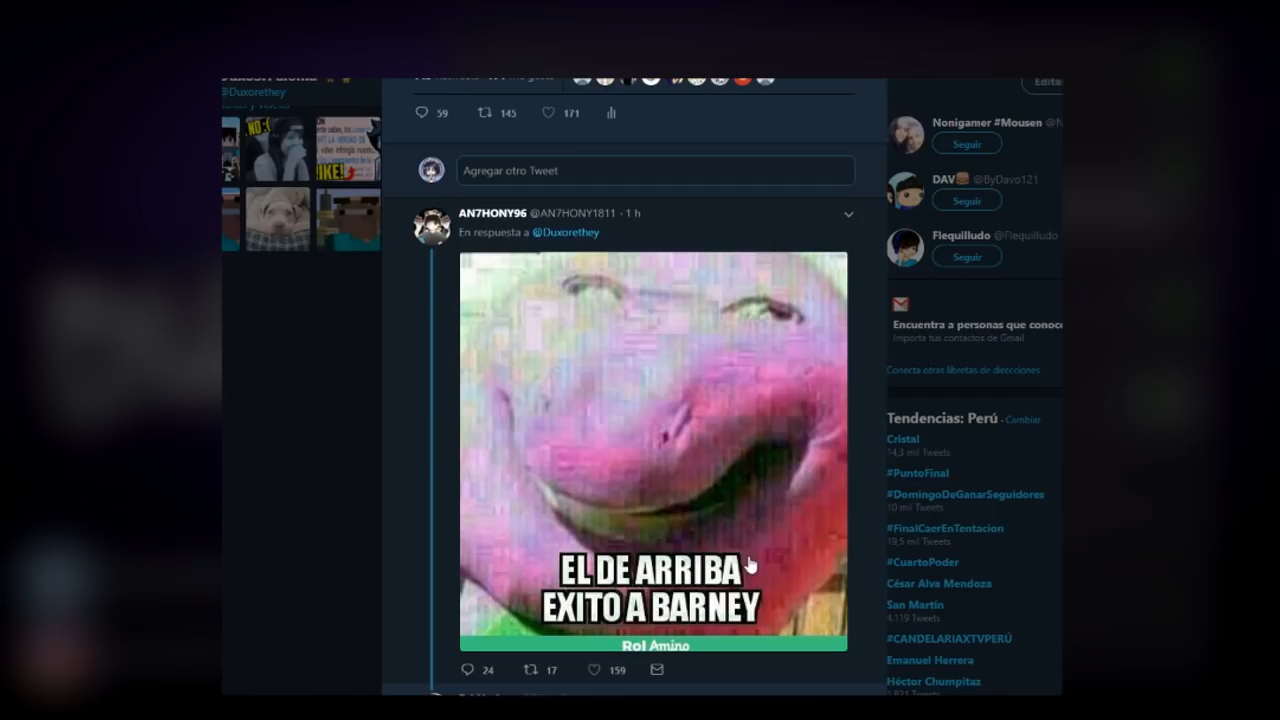 @Duxorethey
NO:(
IKE!
59
145
171
Agregar otro Tweet
AN7HONY96 @AN7HONY1811 · 1 h
En respuesta a @Duxorethey
EL DE ARRIBA
EXITO A BARNEY
Rol Amino
24
17
159
Edita
Nonigamer #Mousen @N
Seguir
DAV🍔 @ByDavo121
Seguir
Flequilludo @Flequilludo
Seguir
Encuentra a personas que conoc
Importa tus contactos de Gmail
Conecta otras libretas de direcciones
Tendencias: Perú · Cambiar
Cristal
14,3 mil Tweets
#PuntoFinal
#DomingoDeGanarSeguidores
10 mil Tweets
#FinalCaerEnTentacion
19,5 mil Tweets
#CuartoPoder
César Alva Mendoza
San Martín
4,119 Tweets
#CANDELARIAXTVPERÚ
Emanuel Herrera
Héctor Chumpitaz